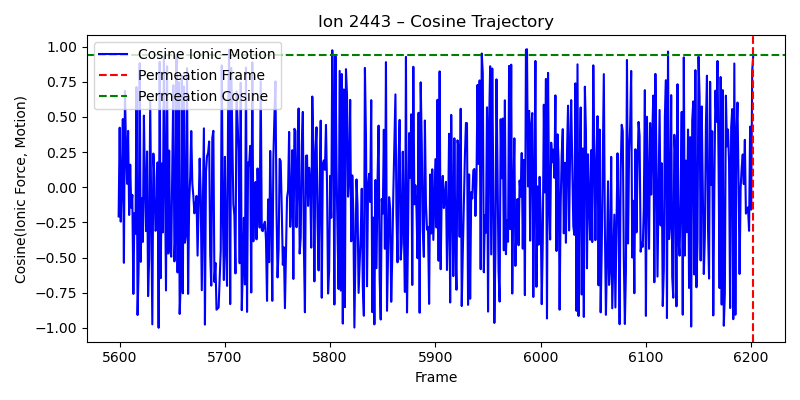 Ion 2443 – Cosine Trajectory
Cosine Ionic–Motion
Permeation Frame
Permeation Cosine
Cosine(Ionic Force, Motion)
1.00
0.75
0.50
0.25
0.00
−0.25
−0.50
−0.75
−1.00
5600 5700 5800 5900 6000 6100 6200
Frame